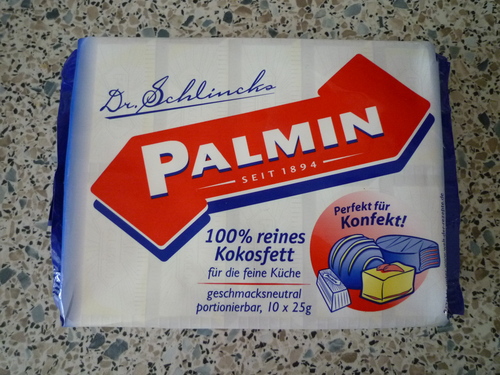 Dr. Schlincks
PALMIN
SEIT 1894
Perfekt für
Konfekt!
100% reines
Kokosfett
für die feine Küche
geschmacksneutral
portionierbar, 10 x 25g